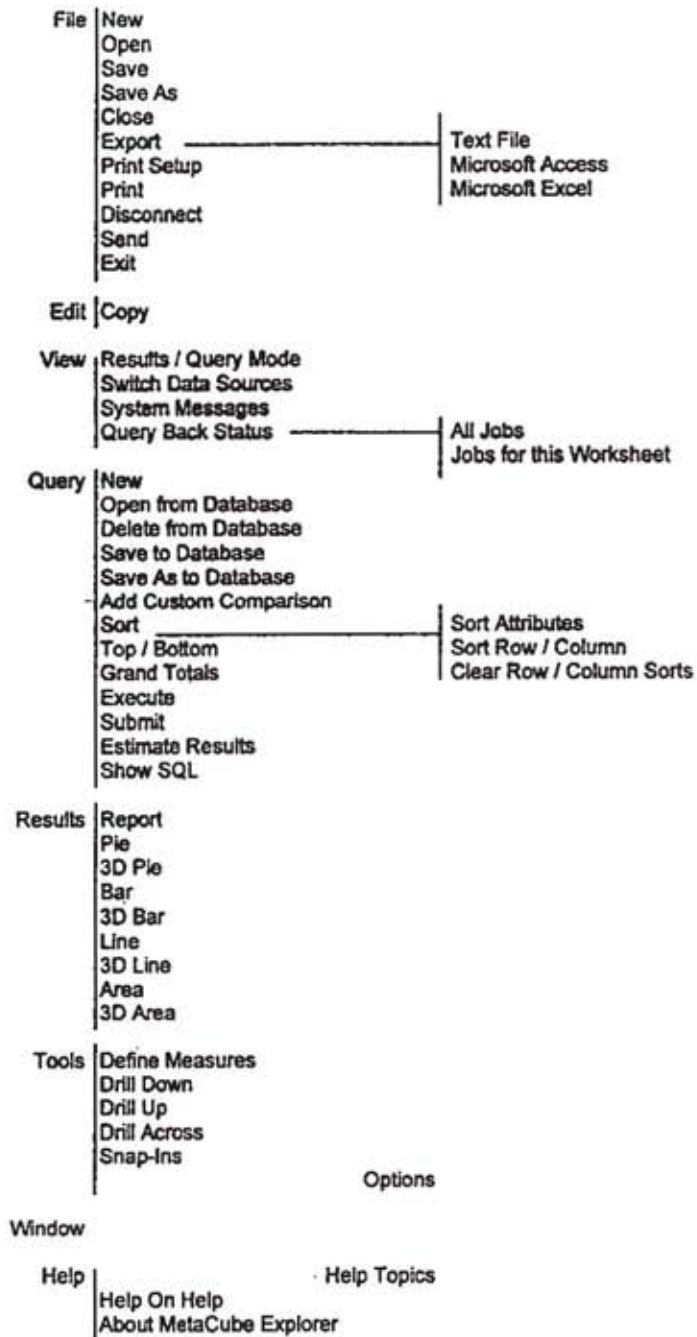 File New
Open
Save
Save As
Close
Export Text File
Print Setup Microsoft Access
Print Microsoft Excel
Disconnect
Send
Exit
Edit Copy
View Results / Query Mode
Switch Data Sources
System Messages
Query Back Status All Jobs
Jobs for this Worksheet
Query New
Open from Database
Delete from Database
Save to Database
Save As to Database
Add Custom Comparison
Sort Sort Attributes
Top / Bottom Sort Row / Column
Grand Totals Clear Row / Column Sorts
Execute
Submit
Estimate Results
Show SQL
Results Report
Pie
3D Pie
Bar
3D Bar
Line
3D Line
Area
3D Area
Tools Define Measures
Drill Down
Drill Up
Drill Across
Snap-Ins
Options
Window
Help Help Topics
Help On Help
About MetaCube Explorer